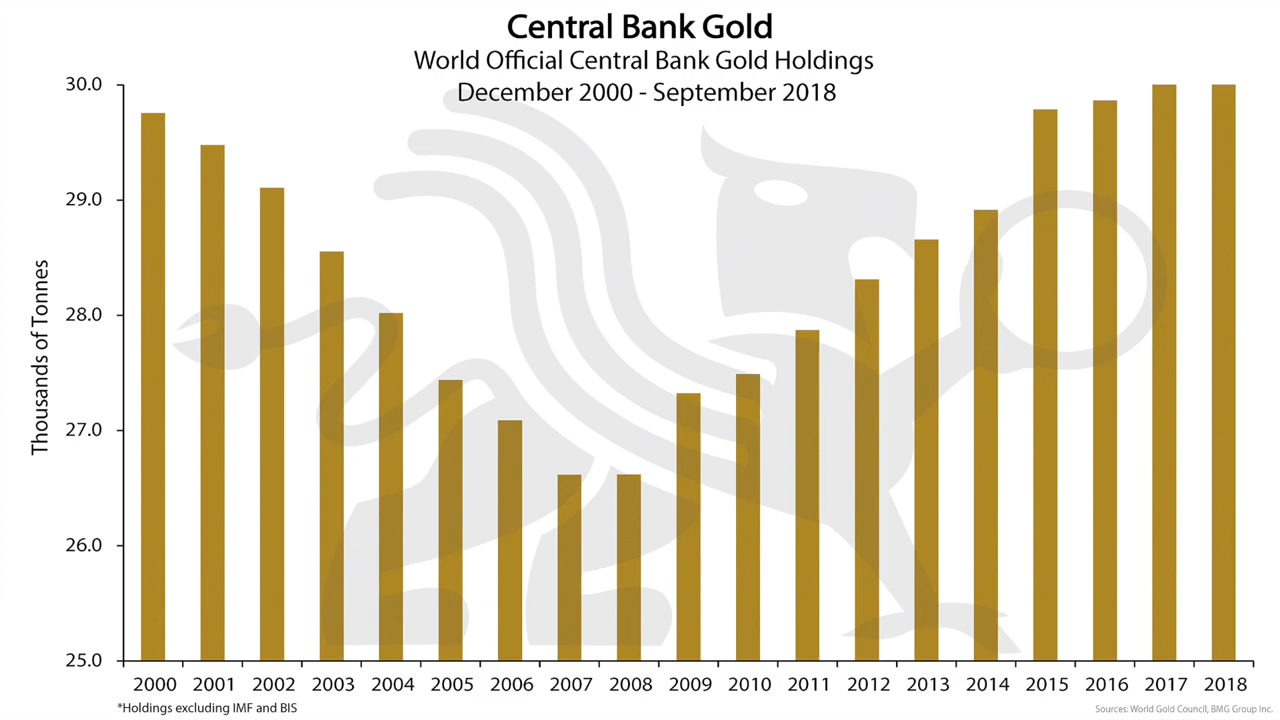 Central Bank Gold
World Official Central Bank Gold Holdings
December 2000 - September 2018
Thousands of Tonnes
30.0
29.0
28.0
27.0
26.0
25.0
2000 2001 2002 2003 2004 2005 2006 2007 2008 2009 2010 2011 2012 2013 2014 2015 2016 2017 2018
*Holdings excluding IMF and BIS
Sources: World Gold Council, BMG Group Inc.